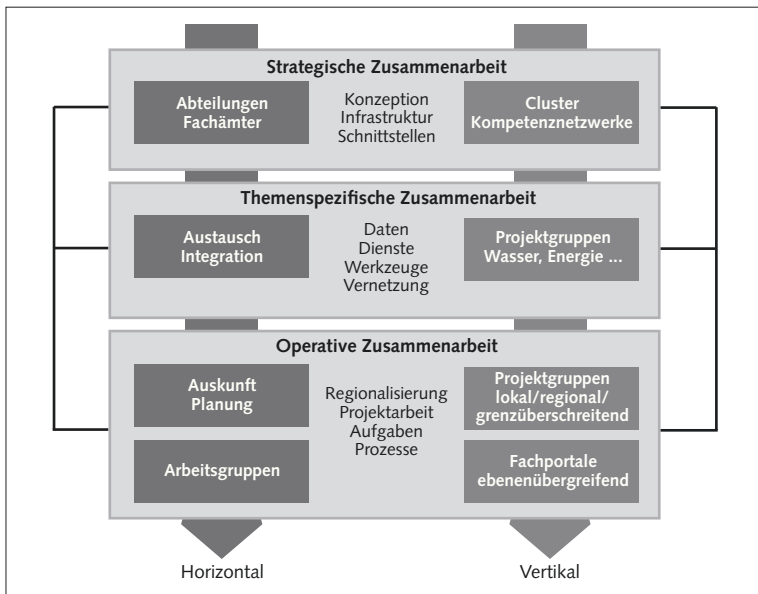 Strategische Zusammenarbeit
Abteilungen
Fachämter
Konzeption
Infrastruktur
Schnittstellen
Cluster
Kompetenznetzwerke
Themenspezifische Zusammenarbeit
Austausch
Integration
Daten
Dienste
Werkzeuge
Vernetzung
Projektgruppen
Wasser, Energie ...
Operative Zusammenarbeit
Auskunft
Planung
Arbeitsgruppen
Regionalisierung
Projektarbeit
Aufgaben
Prozesse
Projektgruppen
lokal/regional/
grenzüberschreitend
Fachportale
ebenenübergreifend
Horizontal
Vertikal